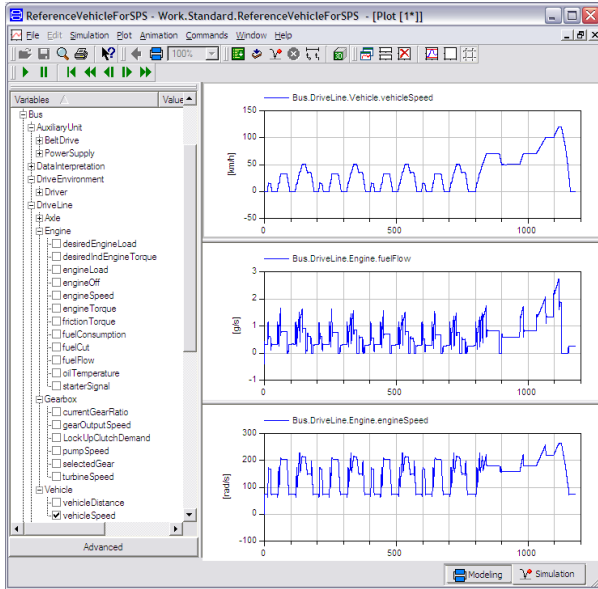 ReferenceVehicleForSPS - Work.Standard.ReferenceVehicleForSPS - [Plot [1*]]
File Edit Simulation Plot Animation Commands Window Help
100%
Variables Value
Bus
AuxiliaryUnit
BeltDrive
PowerSupply
DataInterpretation
DriveEnvironment
Driver
DriveLine
Axle
Engine
desiredEngineLoad
desiredIndEngineTorque
engineLoad
engineOff
engineSpeed
engineTorque
frictionTorque
fuelConsumption
fuelCut
fuelFlow
oilTemperature
starterSignal
Gearbox
currentGearRatio
gearOutputSpeed
LockUpClutchDemand
pumpSpeed
selectedGear
turbineSpeed
Vehicle
vehicleDistance
vehicleSpeed
Advanced
Bus.DriveLine.Vehicle.vehicleSpeed
150
100
50
0
-50
[km/h]
0 500 1000
Bus.DriveLine.Engine.fuelFlow
3
2
1
0
-1
[g/s]
0 500 1000
Bus.DriveLine.Engine.engineSpeed
300
200
100
0
-100
[rad/s]
0 500 1000
Modeling Simulation